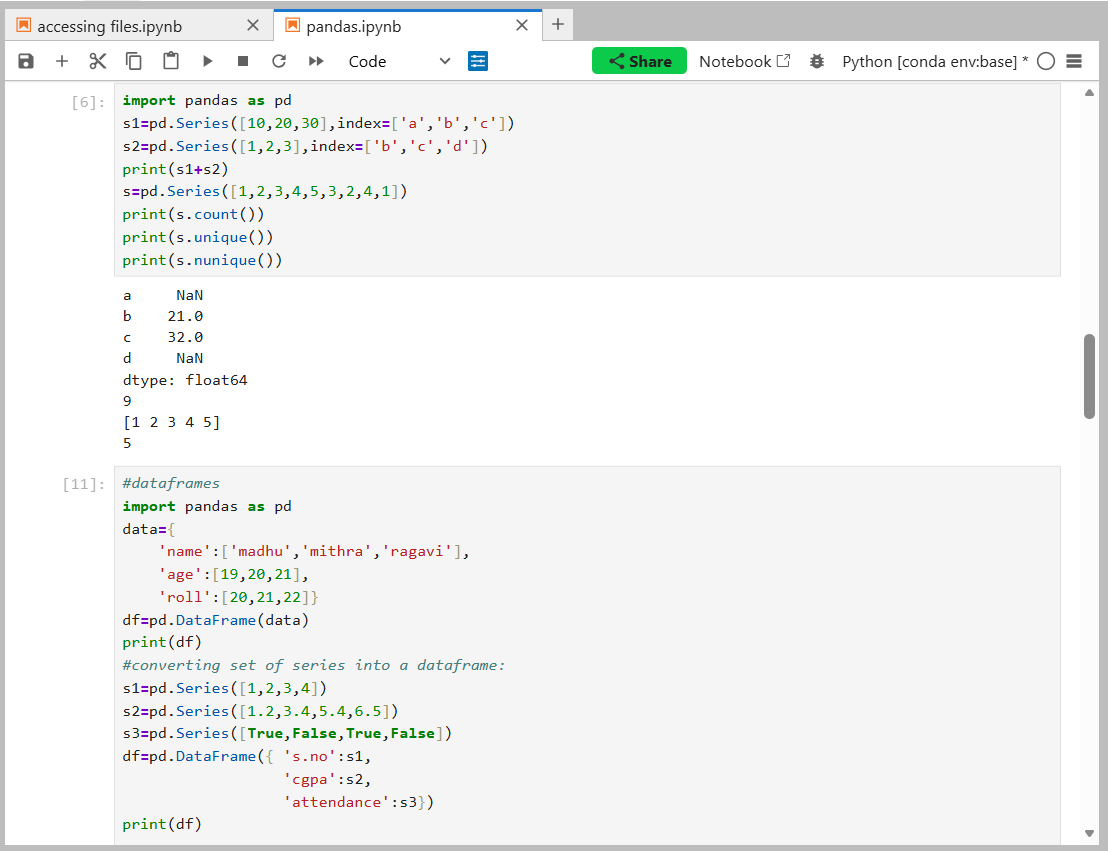 accessing files.ipynb
pandas.ipynb
Code
Share
Notebook
Python [conda env:base] *
[6]:
import pandas as pd
s1=pd.Series([10,20,30],index=['a','b','c'])
s2=pd.Series([1,2,3],index=['b','c','d'])
print(s1+s2)
s=pd.Series([1,2,3,4,5,3,2,4,1])
print(s.count())
print(s.unique())
print(s.nunique())
a     NaN
b    21.0
c    32.0
d     NaN
dtype: float64
9
[1 2 3 4 5]
5
[11]:
#dataframes
import pandas as pd
data={
    'name':['madhu','mithra','ragavi'],
    'age':[19,20,21],
    'roll':[20,21,22]}
df=pd.DataFrame(data)
print(df)
#converting set of series into a dataframe:
s1=pd.Series([1,2,3,4])
s2=pd.Series([1.2,3.4,5.4,6.5])
s3=pd.Series([True,False,True,False])
df=pd.DataFrame({ 's.no':s1,
                  'cgpa':s2,
                  'attendance':s3})
print(df)